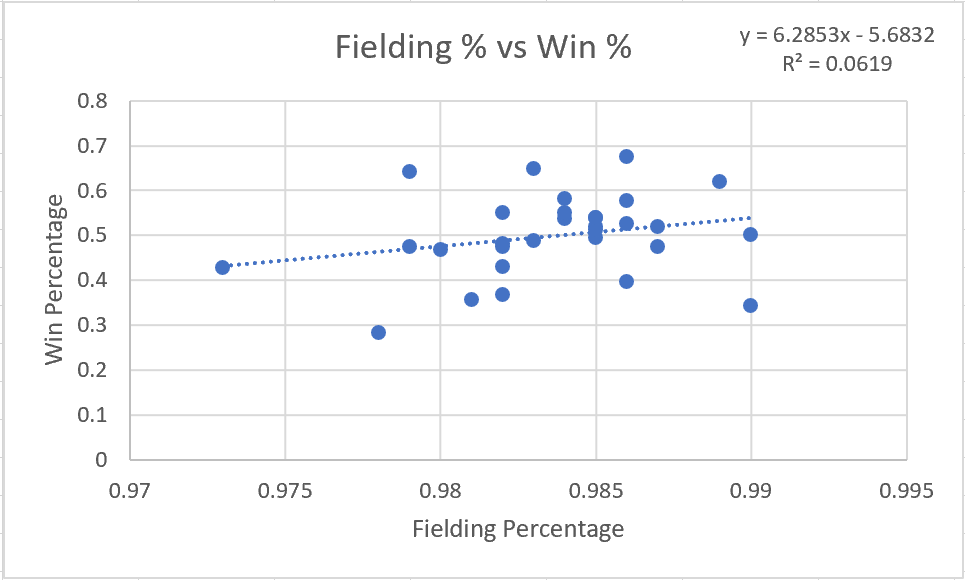 Fielding % vs Win %
y = 6.2853x - 5.6832
R² = 0.0619
0.8
0.7
0.6
0.5
0.4
0.3
0.2
0.1
0
Win Percentage
0.97 0.975 0.98 0.985 0.99 0.995
Fielding Percentage